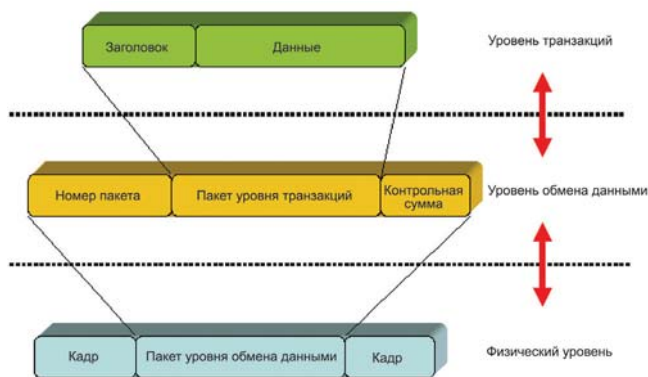 Заголовок
Данные
Уровень транзакций
Номер пакета
Пакет уровня транзакций
Контрольная
сумма
Уровень обмена данными
Кадр
Пакет уровня обмена данными
Кадр
Физический уровень